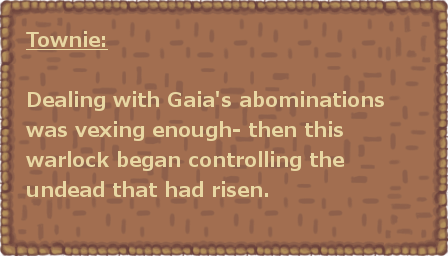 Townie:
Dealing with Gaia's abominations
was vexing enough- then this
warlock began controlling the
undead that had risen.